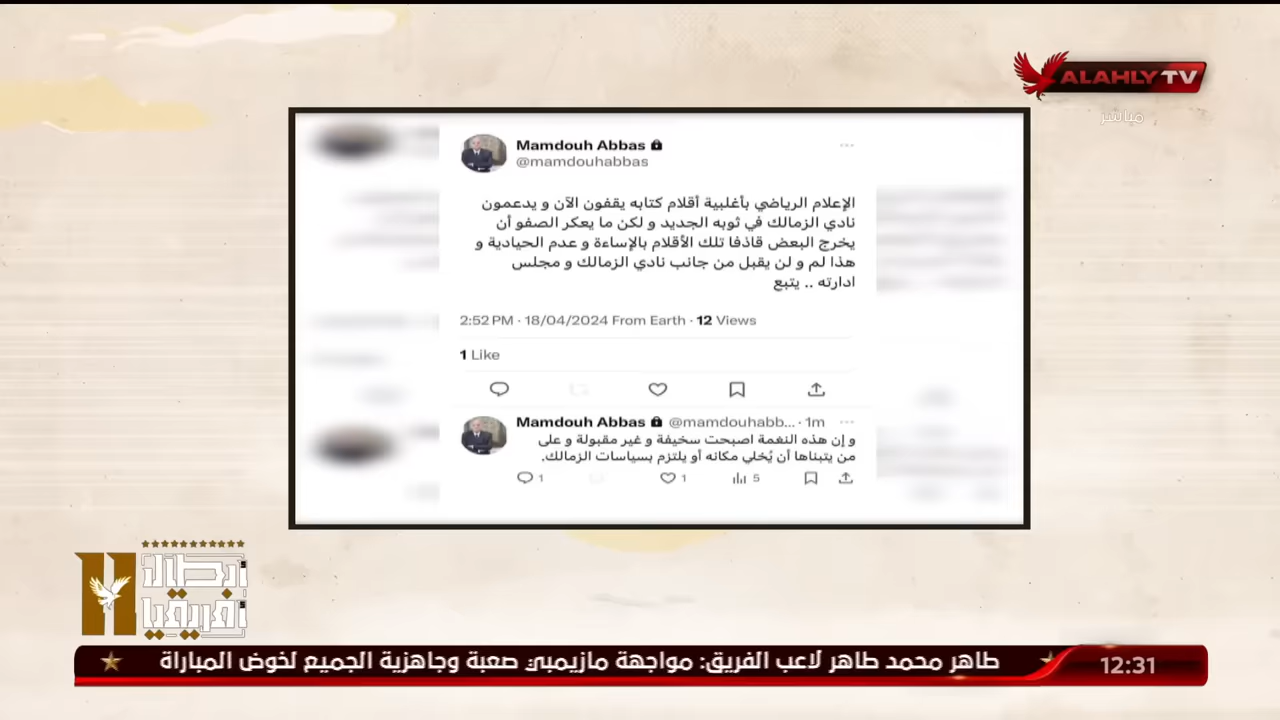 ALAHLY TV
مباشر
Mamdouh Abbas
@mamdouhabbas
الإعلام الرياضي بأغلبية أقلام كتابه يقفون الآن و يدعمون
نادي الزمالك في ثوبه الجديد و لكن ما يعكر الصفو أن
يخرج البعض قاذفا تلك الأقلام بالإساءة و عدم الحيادية و
هذا لم و لن يقبل من جانب نادي الزمالك و مجلس
ادارته .. يتبع
2:52 PM · 18/04/2024 From Earth · 12 Views
1 Like
Mamdouh Abbas @mamdouhabb... · 1m
و إن هذه النغمة اصبحت سخيفة و غير مقبولة و على
من يتبناها أن يُخلي مكانه أو يلتزم بسياسات الزمالك.
1 1 5
11
أبطال
أفريقيا
طاهر محمد طاهر لاعب الفريق: مواجهة مازيمبي صعبة وجاهزية الجميع لخوض المباراة
12:31